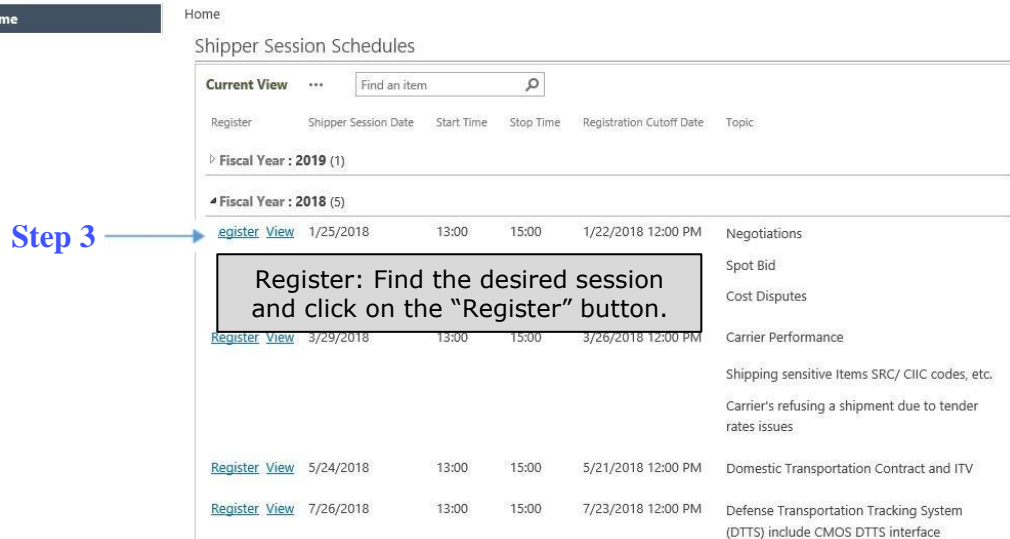 me
Home
Shipper Session Schedules
Current View ••• Find an item
Register Shipper Session Date Start Time Stop Time Registration Cutoff Date Topic
Fiscal Year : 2019 (1)
Fiscal Year : 2018 (5)
Step 3
egister View 1/25/2018 13:00 15:00 1/22/2018 12:00 PM Negotiations
Spot Bid
Cost Disputes
Register: Find the desired session
and click on the “Register” button.
Register View 3/29/2018 13:00 15:00 3/26/2018 12:00 PM Carrier Performance
Shipping sensitive Items SRC/ CIIC codes, etc.
Carrier's refusing a shipment due to tender
rates issues
Register View 5/24/2018 13:00 15:00 5/21/2018 12:00 PM Domestic Transportation Contract and ITV
Register View 7/26/2018 13:00 15:00 7/23/2018 12:00 PM Defense Transportation Tracking System
(DTTS) include CMOS DTTS interface